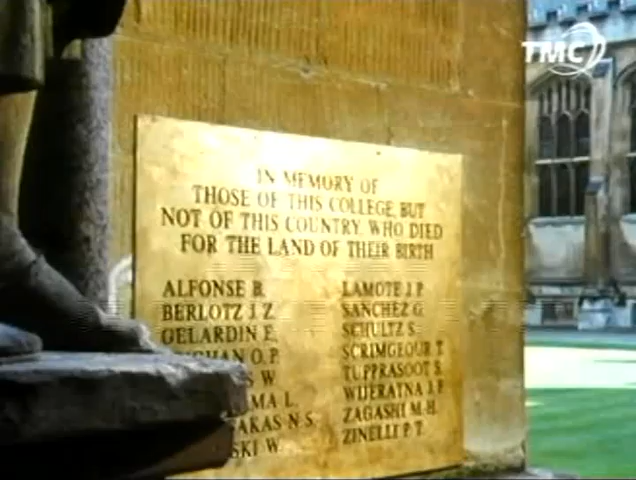 TMC
IN MEMORY OF
THOSE OF THIS COLLEGE, BUT
NOT OF THIS COUNTRY, WHO DIED
FOR THE LAND OF THEIR BIRTH
ALFONSE B.
BERLOTZ J. Z.
GELARDIN E.
O. P.
W.
L.
N S.
W.
LAMOTE J. P.
SANCHEZ G.
SCHULTZ S.
SCRIMGEOUR T.
TUPPRASOOT S.
WIJERATNA J. P.
ZAGASHI M. H.
ZINELLI P. T.